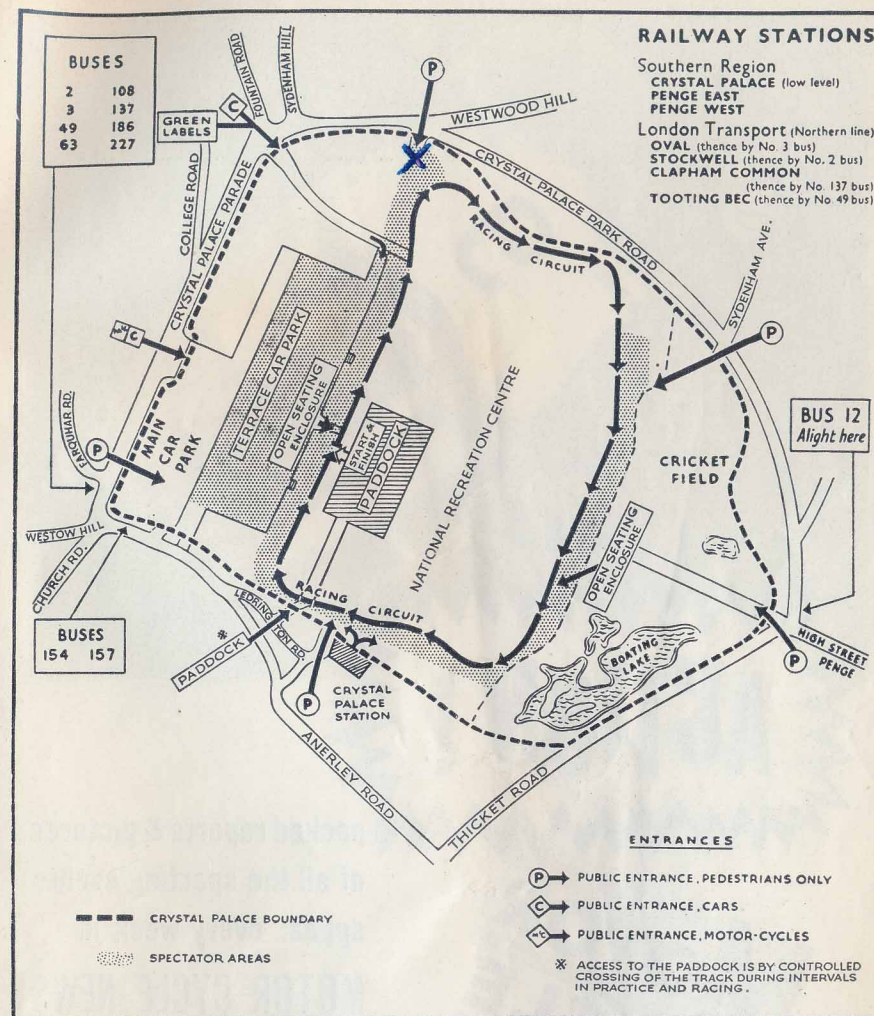 RAILWAY STATIONS
Southern Region
CRYSTAL PALACE (low level)
PENGE EAST
PENGE WEST
London Transport (Northern line)
OVAL (thence by No. 3 bus)
STOCKWELL (thence by No. 2 bus)
CLAPHAM COMMON
(thence by No. 137 bus)
TOOTING BEC (thence by No. 49 bus)
BUSES
2 108
3 137
49 186
63 227
GREEN LABELS
C
FOUNTAIN ROAD
SYDENHAM HILL
P
WESTWOOD HILL
CRYSTAL PALACE PARK ROAD
SYDENHAM AVE.
COLLEGE ROAD
CRYSTAL PALACE PARADE
RACING CIRCUIT
M/C C
P
TERRACE CAR PARK
OPEN SEATING ENCLOSURE
START & FINISH
PADDOCK
NATIONAL RECREATION CENTRE
BUS 12
Alight here
FARQUHAR RD.
P
MAIN CAR PARK
CRICKET FIELD
WESTOW HILL
CHURCH RD.
OPEN SEATING ENCLOSURE
BUSES
154 157
LEDRINGTON RD.
RACING CIRCUIT
※
PADDOCK
P
CRYSTAL PALACE STATION
BOATING LAKE
P
HIGH STREET PENGE
ANERLEY ROAD
THICKET ROAD
CRYSTAL PALACE BOUNDARY
SPECTATOR AREAS
ENTRANCES
P PUBLIC ENTRANCE, PEDESTRIANS ONLY
C PUBLIC ENTRANCE, CARS
M/C PUBLIC ENTRANCE, MOTOR-CYCLES
※ ACCESS TO THE PADDOCK IS BY CONTROLLED
CROSSING OF THE TRACK DURING INTERVALS
IN PRACTICE AND RACING.